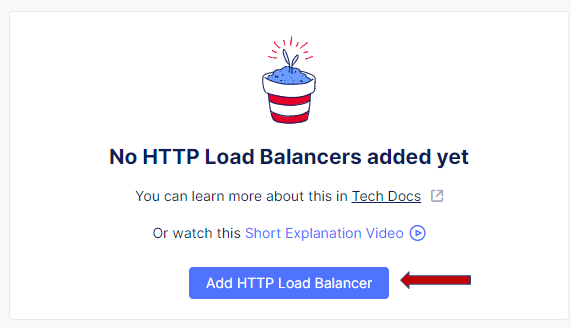 No HTTP Load Balancers added yet
You can learn more about this in Tech Docs
Or watch this Short Explanation Video
Add HTTP Load Balancer